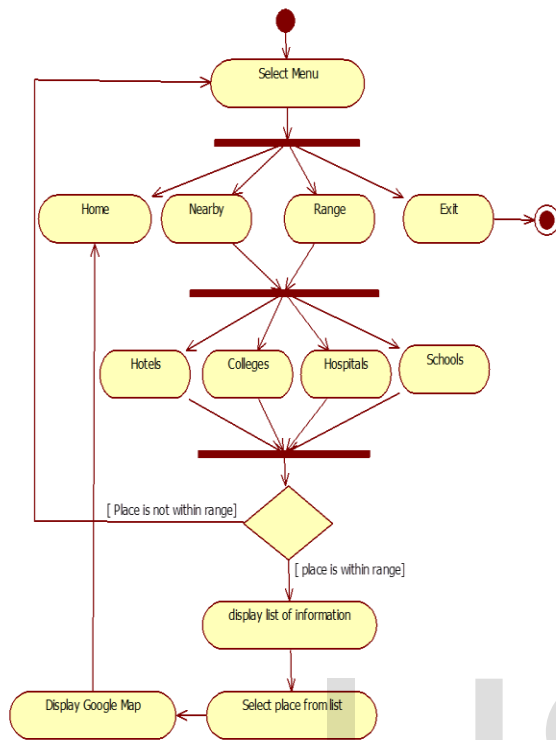 Select Menu
Home
Nearby
Range
Exit
Hotels
Colleges
Hospitals
Schools
[ Place is not within range]
[ place is within range]
display list of information
Display Google Map
Select place from list